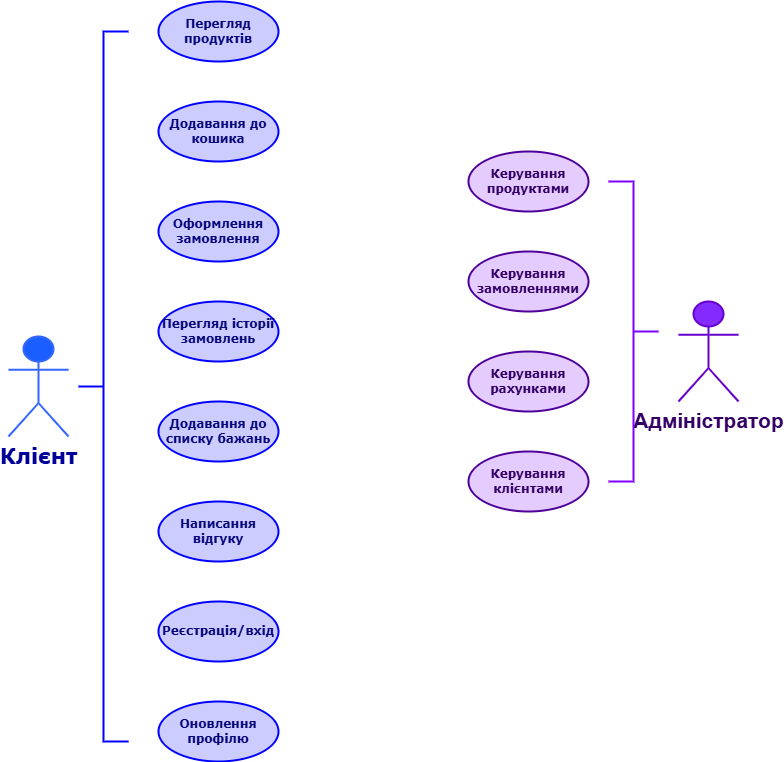 Перегляд
продуктів
Додавання до
кошика
Оформлення
замовлення
Перегляд історії
замовлень
Додавання до
списку бажань
Написання
відгуку
Реєстрація/вхід
Оновлення
профілю
Клієнт
Керування
продуктами
Керування
замовленнями
Керування
рахунками
Керування
клієнтами
Адміністратор